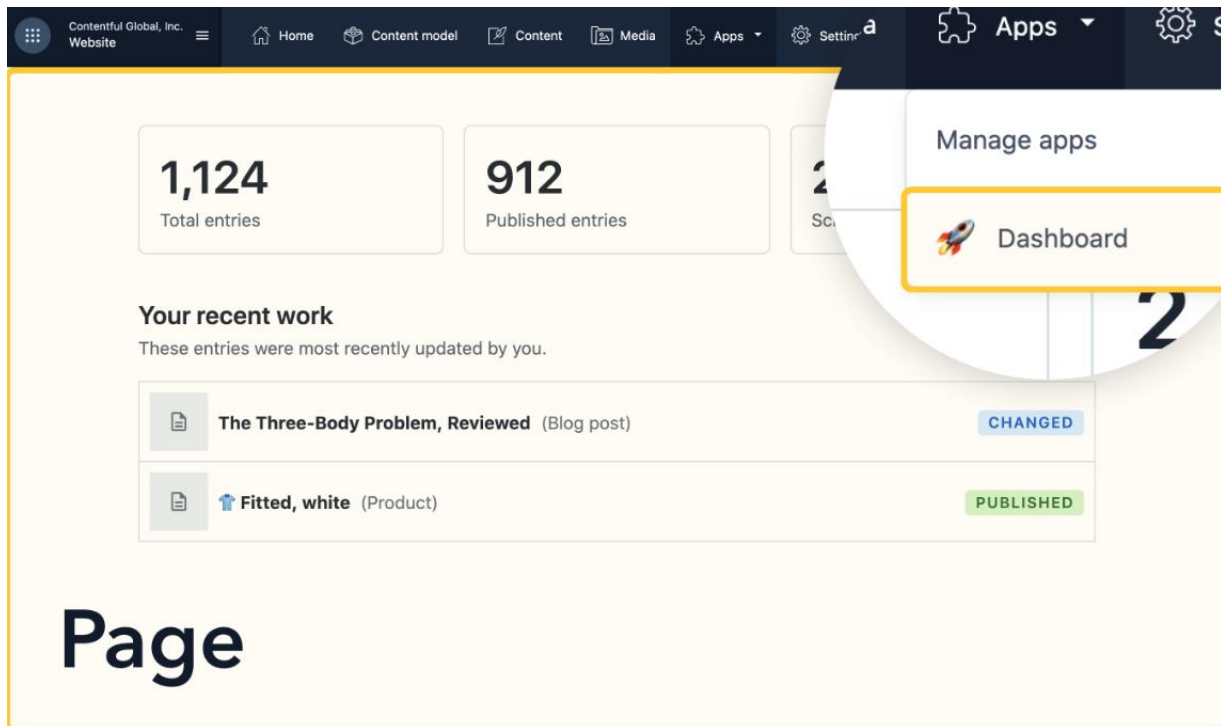 Contentful Global, Inc.
Website
Home
Content model
Content
Media
Apps
a
Apps
Manage apps
Dashboard
1,124
Total entries
912
Published entries
2
Your recent work
These entries were most recently updated by you.
The Three-Body Problem, Reviewed (Blog post)
CHANGED
Fitted, white (Product)
PUBLISHED
Page